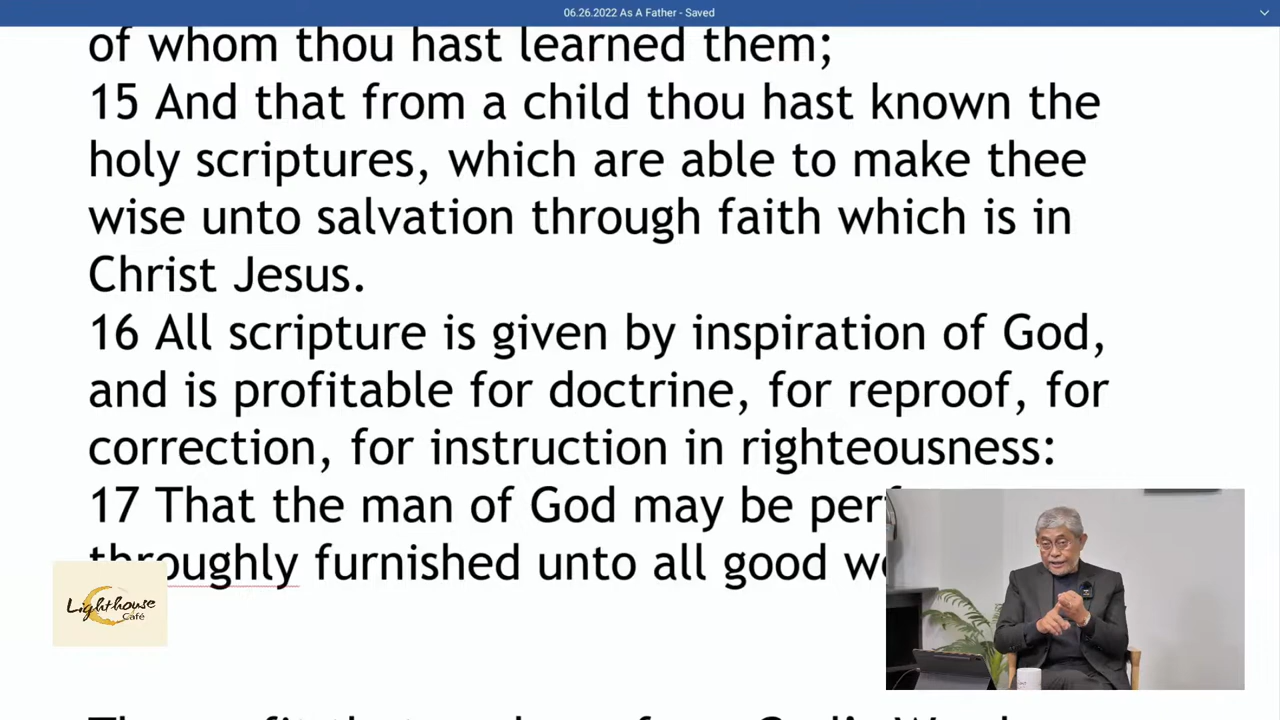 06.26.2022 As A Father - Saved
of whom thou hast learned them;
15 And that from a child thou hast known the
holy scriptures, which are able to make thee
wise unto salvation through faith which is in
Christ Jesus.
16 All scripture is given by inspiration of God,
and is profitable for doctrine, for reproof, for
correction, for instruction in righteousness:
17 That the man of God may be
throughly furnished unto all good
Lighthouse
Café